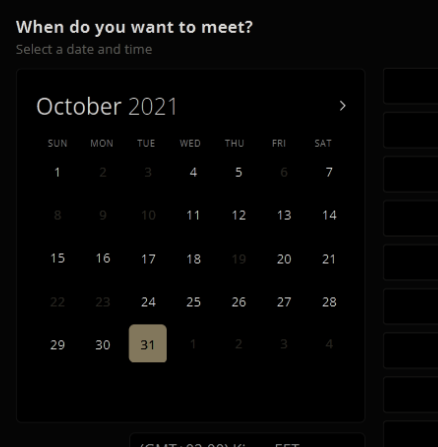 When do you want to meet?
Select a date and time
October 2021
SUN MON TUE WED THU FRI SAT
1 2 3 4 5 6 7
8 9 10 11 12 13 14
15 16 17 18 19 20 21
22 23 24 25 26 27 28
29 30 31 1 2 3 4